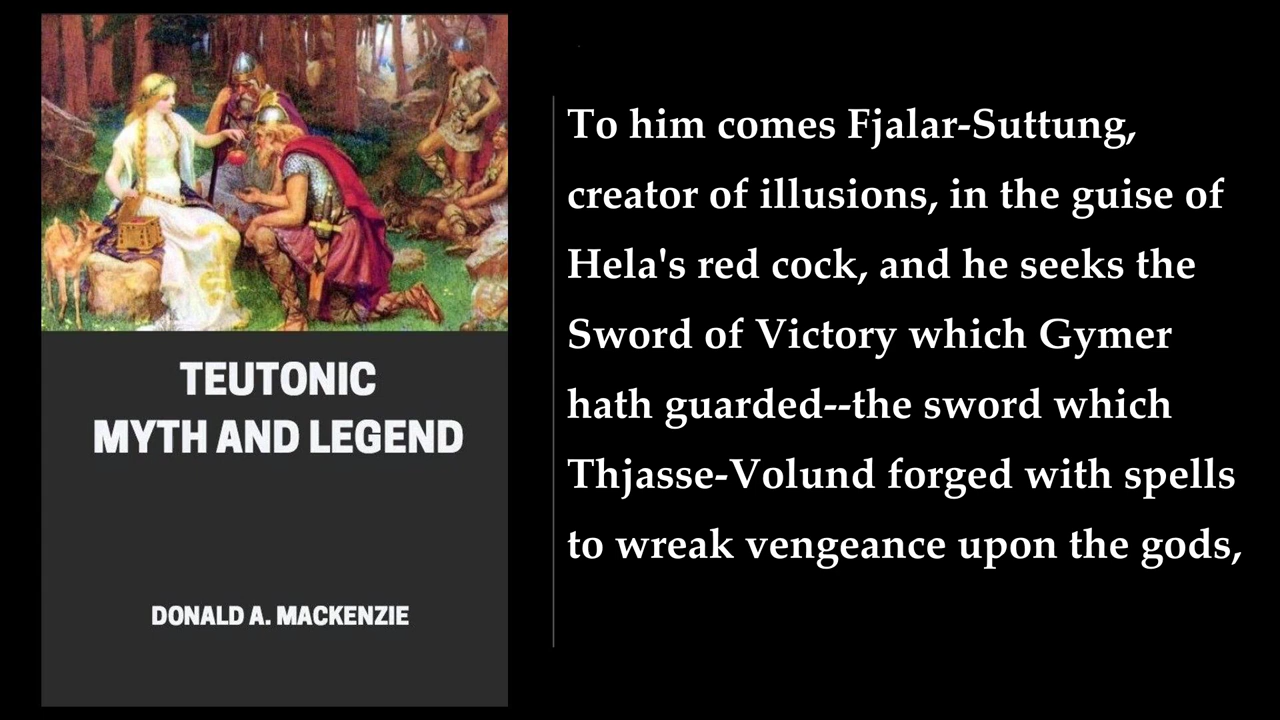 TEUTONIC
MYTH AND LEGEND
DONALD A. MACKENZIE
To him comes Fjalar-Suttung,
creator of illusions, in the guise of
Hela's red cock, and he seeks the
Sword of Victory which Gymer
hath guarded--the sword which
Thjasse-Volund forged with spells
to wreak vengeance upon the gods,